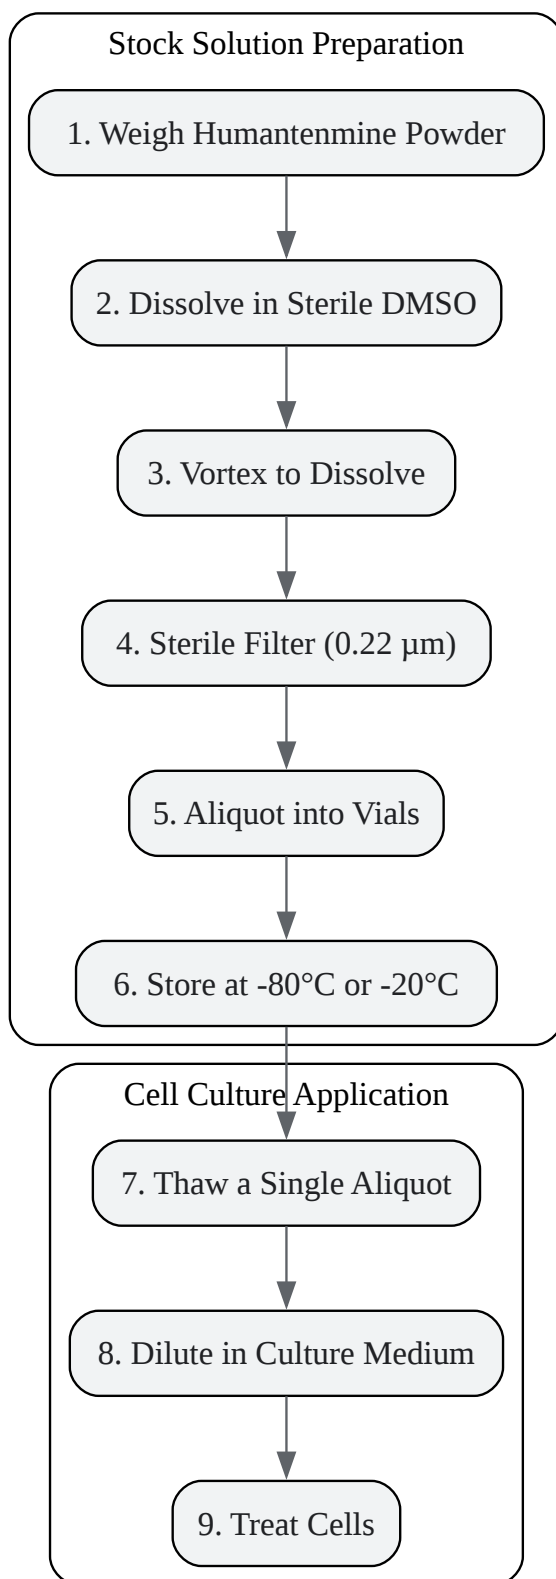 Stock Solution Preparation
1. Weigh Humantenmine Powder
2. Dissolve in Sterile DMSO
3. Vortex to Dissolve
4. Sterile Filter (0.22 µm)
5. Aliquot into Vials
6. Store at -80°C or -20°C
Cell Culture Application
7. Thaw a Single Aliquot
8. Dilute in Culture Medium
9. Treat Cells